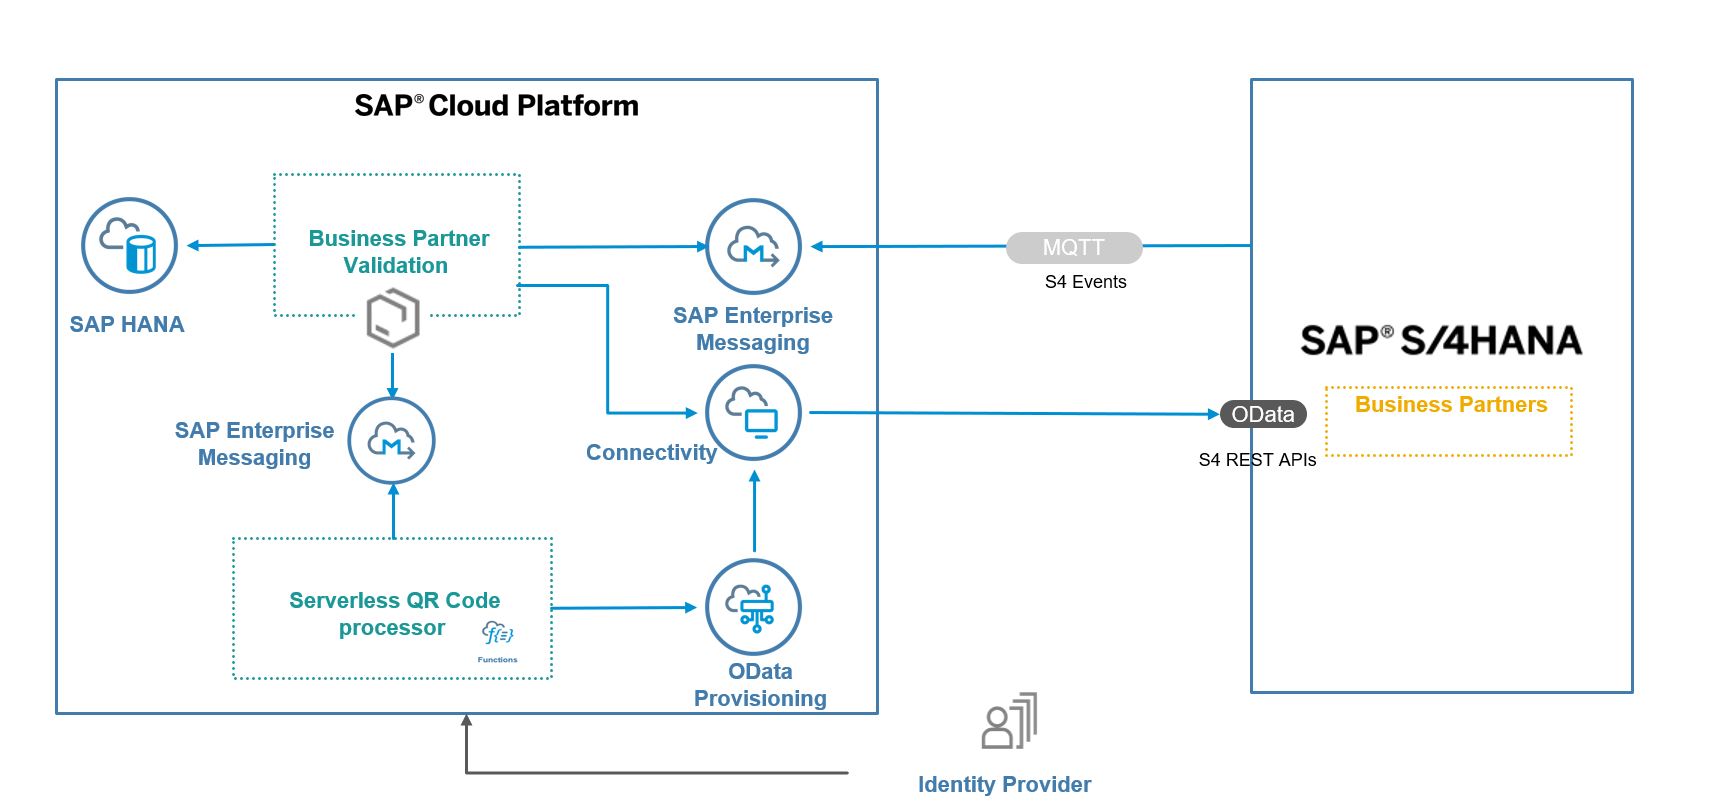 SAP® Cloud Platform
Business Partner
Validation
SAP HANA
SAP Enterprise
Messaging
MQTT
S4 Events
SAP® S/4HANA
Business Partners
OData
S4 REST APIs
SAP Enterprise
Messaging
Connectivity
Serverless QR Code
processor
f{≡}
Functions
OData
Provisioning
Identity Provider